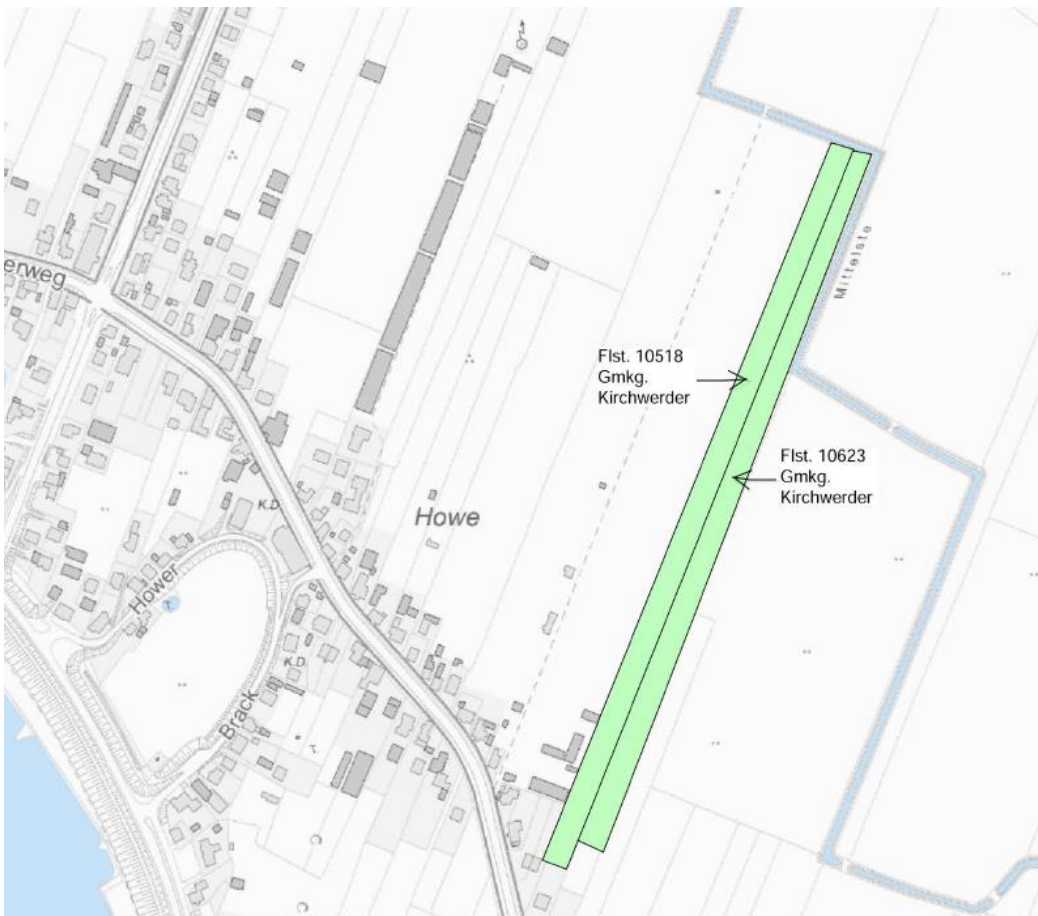 Mittelste
erweg
Flst. 10518
Gmkg.
Kirchwerder
Flst. 10623
Gmkg.
Kirchwerder
K.D.
Howe
Hower
T.
K.D.
Brack